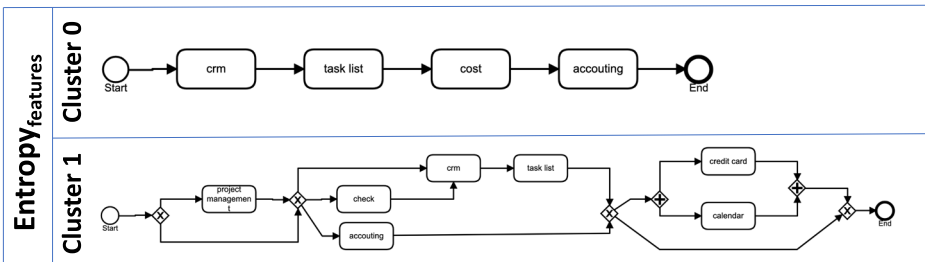 Entropyfeatures
Cluster 0
Start
crm
task list
cost
accouting
End
Cluster 1
Start
X
project
managemen
t
X
check
accouting
crm
task list
X
+
credit card
calendar
+
X
End